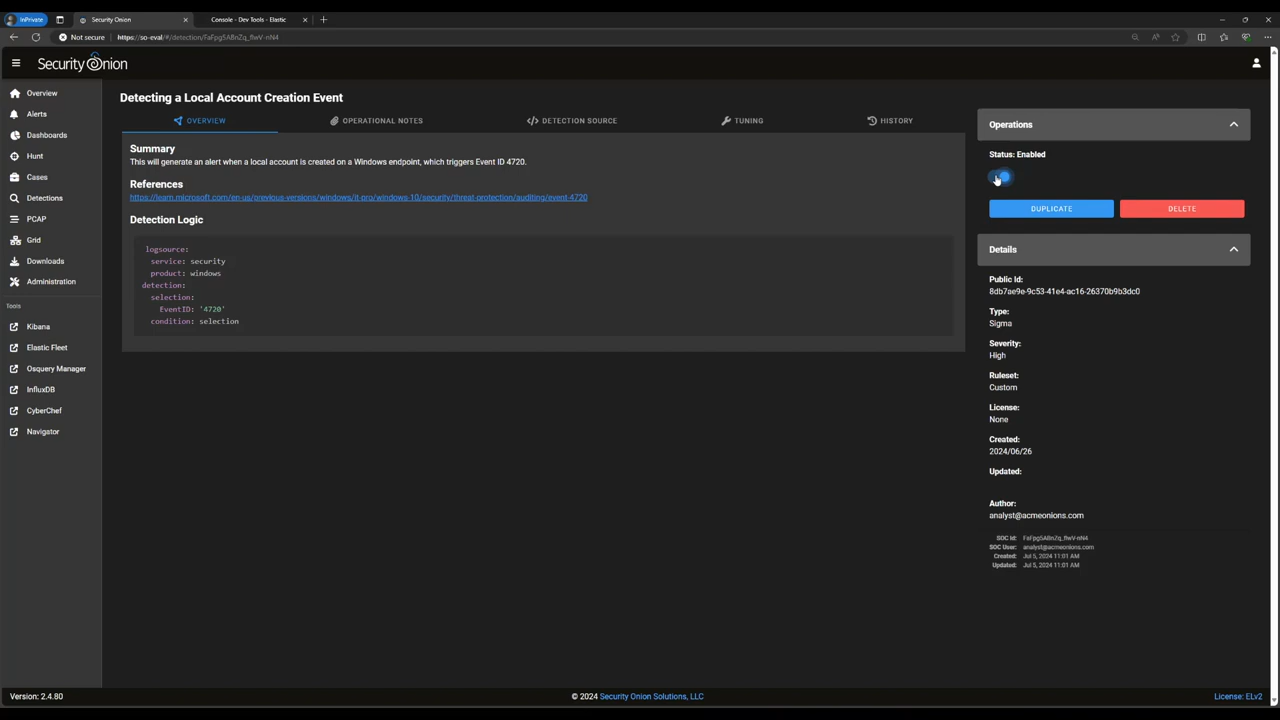 InPrivate
Security Onion
Console - Dev Tools - Elastic
Not secure
https://so-eval/#/detection/FaFpg5ABnZq_flwV-nN4
Security Onion
Overview
Alerts
Dashboards
Hunt
Cases
Detections
PCAP
Grid
Downloads
Administration
Tools
Kibana
Elastic Fleet
Osquery Manager
InfluxDB
CyberChef
Navigator
Detecting a Local Account Creation Event
OVERVIEW
OPERATIONAL NOTES
DETECTION SOURCE
TUNING
HISTORY
Summary
This will generate an alert when a local account is created on a Windows endpoint, which triggers Event ID 4720.
References
https://learn.microsoft.com/en-us/previous-versions/windows/it-pro/windows-10/security/threat-protection/auditing/event-4720
Detection Logic
logsource:
service: security
product: windows
detection:
selection:
EventID: '4720'
condition: selection
Operations
Status: Enabled
DUPLICATE
DELETE
Details
Public Id:
8db7ae9e-9c53-41e4-ac16-26370b9b3dc0
Type:
Sigma
Severity:
High
Ruleset:
Custom
License:
None
Created:
2024/06/26
Updated:
Author:
analyst@acmeonions.com
SOC Id: FaFpg5ABnZq_flwV-nN4
SOC User: analyst@acmeonions.com
Created: Jul 5, 2024 11:01 AM
Updated: Jul 5, 2024 11:01 AM
Version: 2.4.80
© 2024 Security Onion Solutions, LLC
License: ELv2